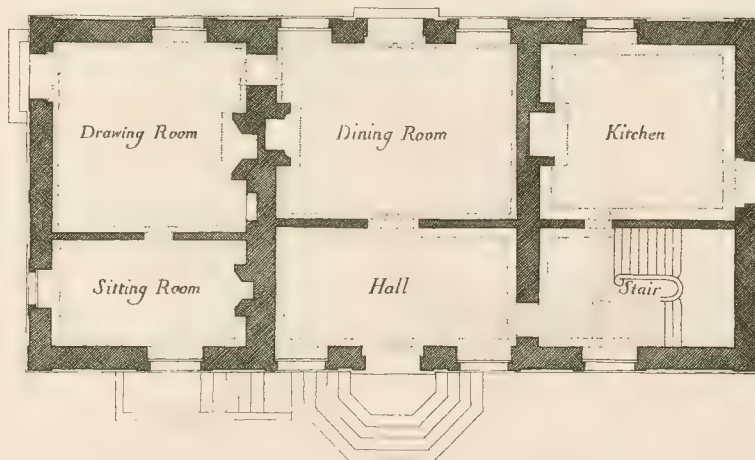 Drawing Room
Dining Room
Kitchen
Sitting Room
Hall
Stair